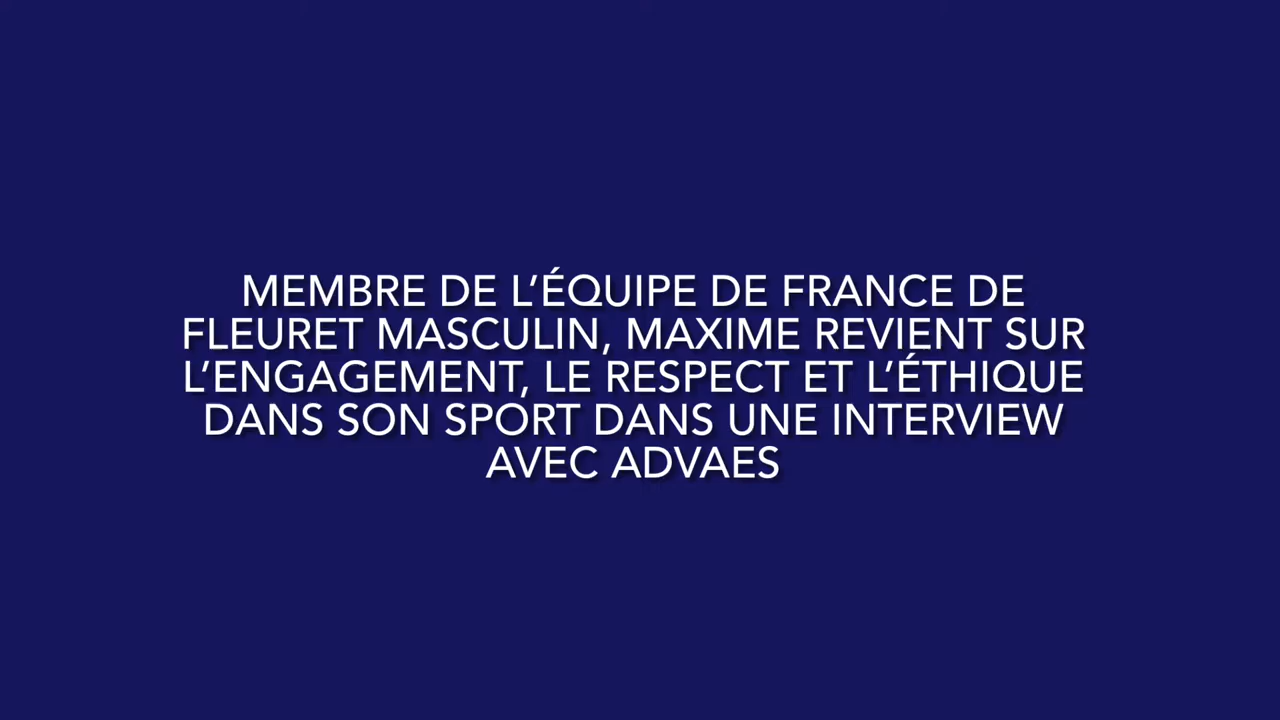 MEMBRE DE L’ÉQUIPE DE FRANCE DE
FLEURET MASCULIN, MAXIME REVIENT SUR
L’ENGAGEMENT, LE RESPECT ET L’ÉTHIQUE
DANS SON SPORT DANS UNE INTERVIEW
AVEC ADVAES